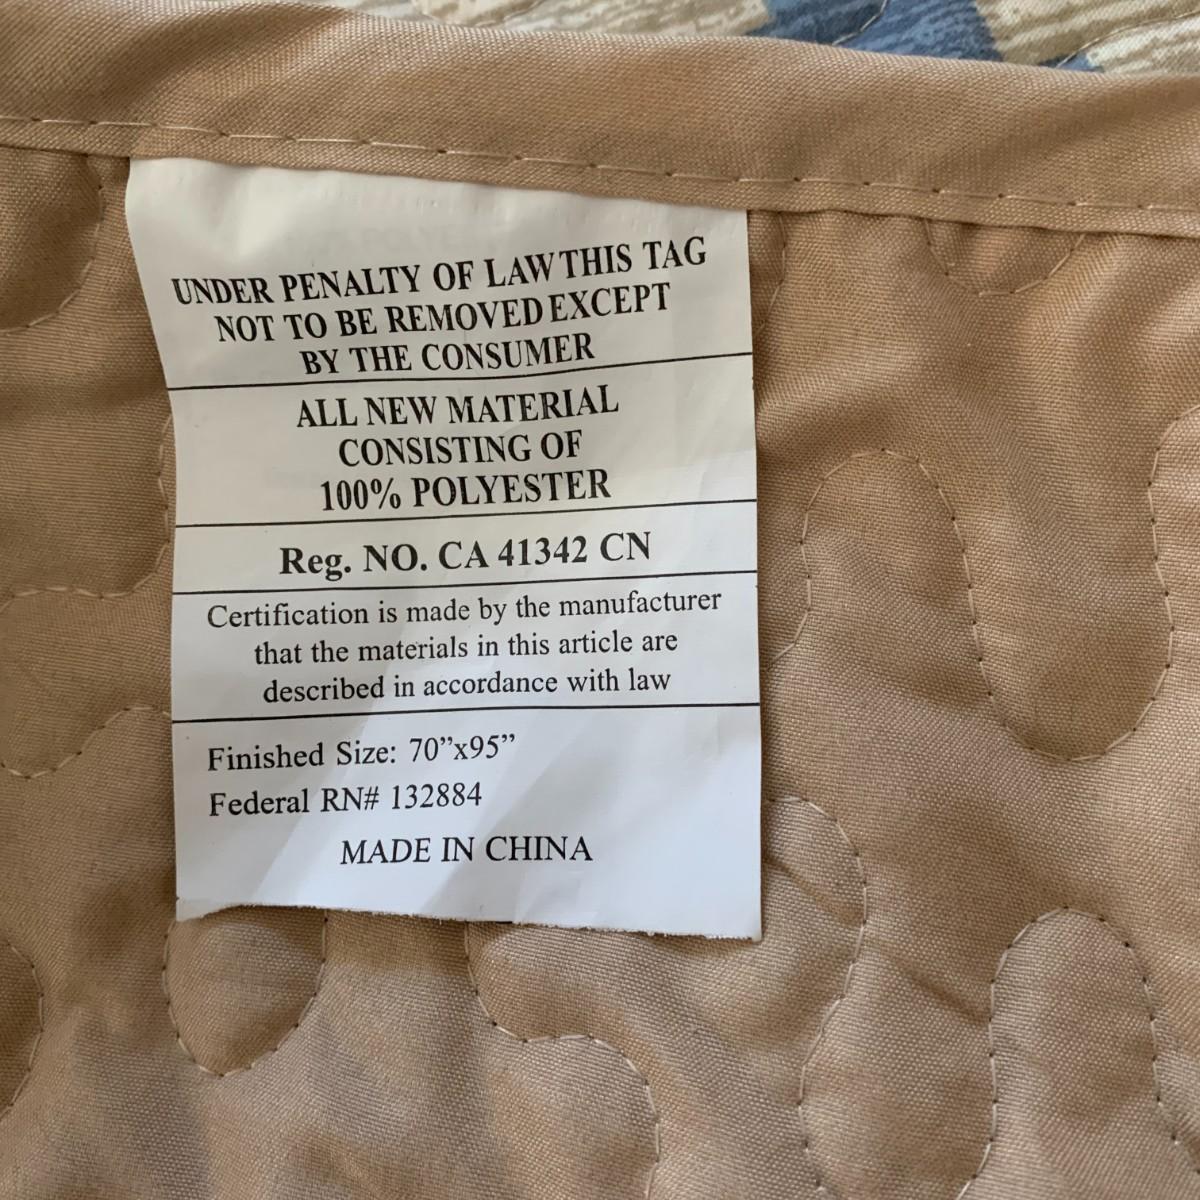 UNDER PENALTY OF LAW THIS TAG
NOT TO BE REMOVED EXCEPT
BY THE CONSUMER
ALL NEW MATERIAL
CONSISTING OF
100% POLYESTER
Reg. NO. CA 41342 CN
Certification is made by the manufacturer
that the materials in this article are
described in accordance with law
Finished Size: 70”x95”
Federal RN# 132884
MADE IN CHINA